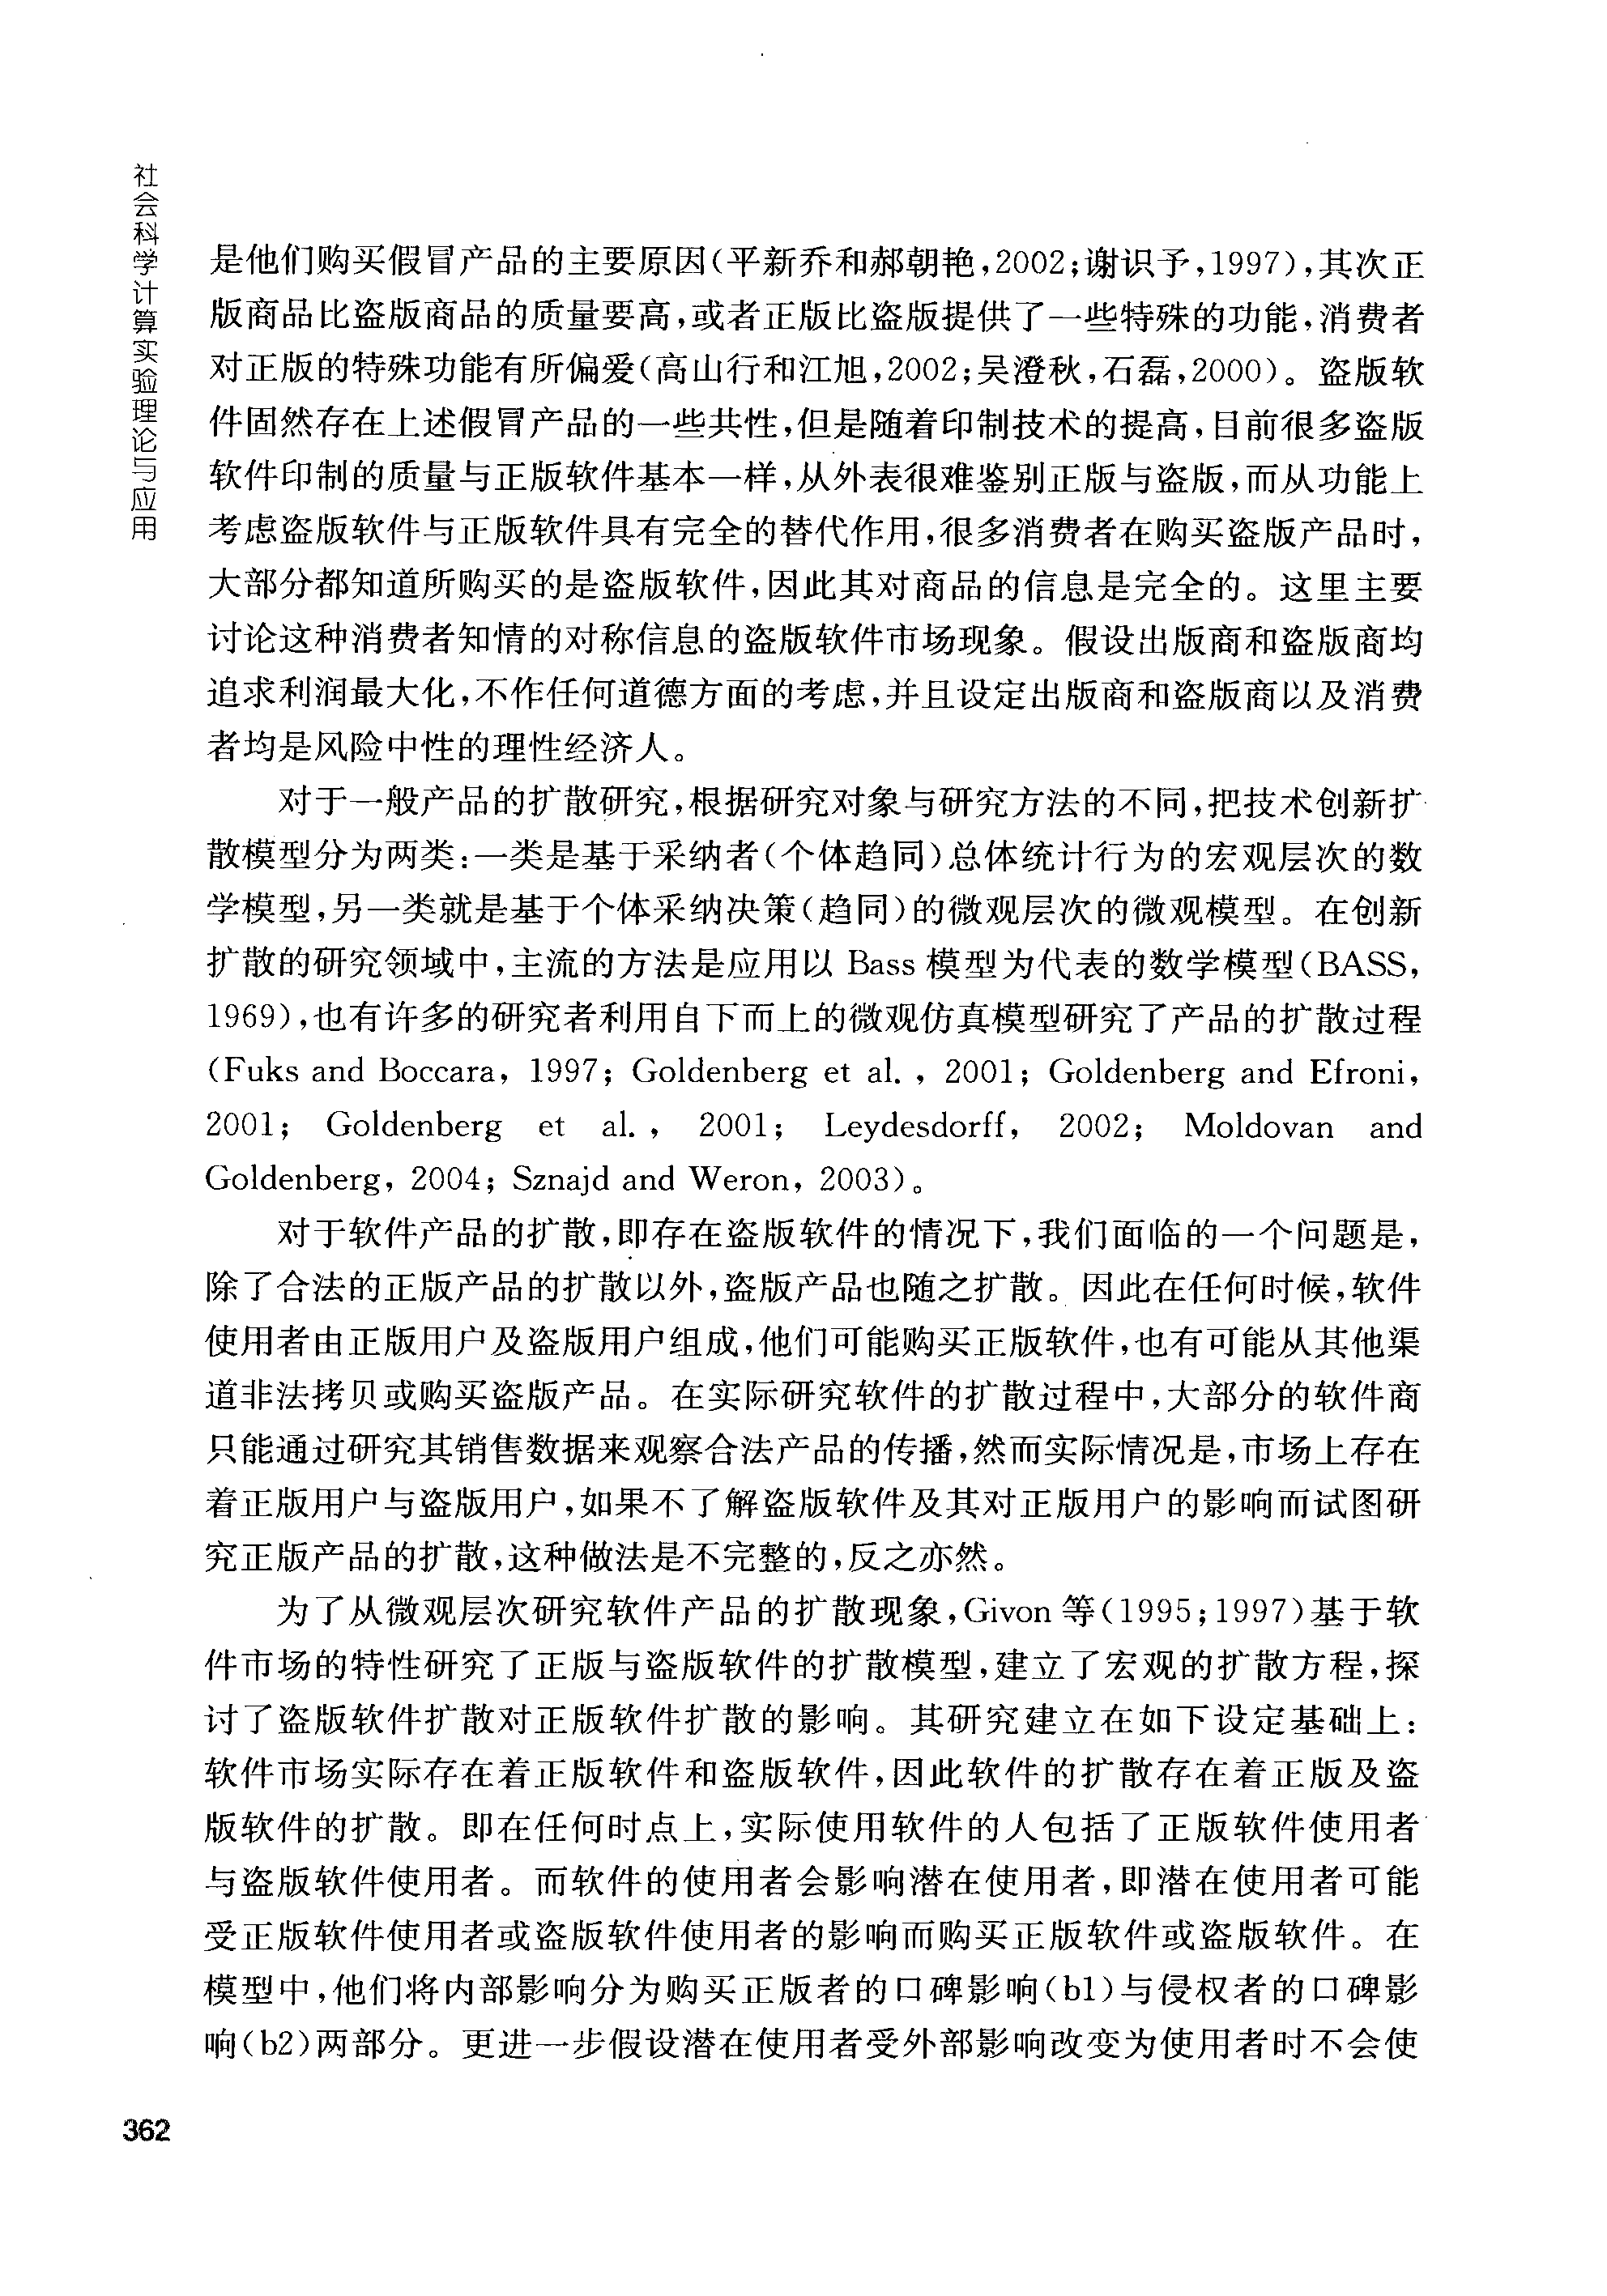 社会科学计算实验理论与应用
是他们购买假冒产品的主要原因(平新乔和郝朝艳,2002;谢识予,1997),其次正
版商品比盗版商品的质量要高,或者正版比盗版提供了一些特殊的功能,消费者
对正版的特殊功能有所偏爱(高山行和江旭,2002;吴澄秋,石磊,2000)。盗版软
件固然存在上述假冒产品的一些共性,但是随着印制技术的提高,目前很多盗版
软件印制的质量与正版软件基本一样,从外表很难鉴别正版与盗版,而从功能上
考虑盗版软件与正版软件具有完全的替代作用,很多消费者在购买盗版产品时,
大部分都知道所购买的是盗版软件,因此其对商品的信息是完全的。这里主要
讨论这种消费者知情的对称信息的盗版软件市场现象。假设出版商和盗版商均
追求利润最大化,不作任何道德方面的考虑,并且设定出版商和盗版商以及消费
者均是风险中性的理性经济人。
对于一般产品的扩散研究,根据研究对象与研究方法的不同,把技术创新扩
散模型分为两类:一类是基于采纳者(个体趋同)总体统计行为的宏观层次的数
学模型,另一类就是基于个体采纳决策(趋同)的微观层次的微观模型。在创新
扩散的研究领域中,主流的方法是应用以 Bass 模型为代表的数学模型(BASS,
1969),也有许多的研究者利用自下而上的微观仿真模型研究了产品的扩散过程
(Fuks and Boccara, 1997; Goldenberg et al. , 2001; Goldenberg and Efroni,
2001; Goldenberg et al. , 2001; Leydesdorff, 2002; Moldovan and
Goldenberg, 2004; Sznajd and Weron, 2003)。
对于软件产品的扩散,即存在盗版软件的情况下,我们面临的一个问题是,
除了合法的正版产品的扩散以外,盗版产品也随之扩散。因此在任何时候,软件
使用者由正版用户及盗版用户组成,他们可能购买正版软件,也有可能从其他渠
道非法拷贝或购买盗版产品。在实际研究软件的扩散过程中,大部分的软件商
只能通过研究其销售数据来观察合法产品的传播,然而实际情况是,市场上存在
着正版用户与盗版用户,如果不了解盗版软件及其对正版用户的影响而试图研
究正版产品的扩散,这种做法是不完整的,反之亦然。
为了从微观层次研究软件产品的扩散现象,Givon 等(1995;1997)基于软
件市场的特性研究了正版与盗版软件的扩散模型,建立了宏观的扩散方程,探
讨了盗版软件扩散对正版软件扩散的影响。其研究建立在如下设定基础上:
软件市场实际存在着正版软件和盗版软件,因此软件的扩散存在着正版及盗
版软件的扩散。即在任何时点上,实际使用软件的人包括了正版软件使用者
与盗版软件使用者。而软件的使用者会影响潜在使用者,即潜在使用者可能
受正版软件使用者或盗版软件使用者的影响而购买正版软件或盗版软件。在
模型中,他们将内部影响分为购买正版者的口碑影响(b1)与侵权者的口碑影
响(b2)两部分。更进一步假设潜在使用者受外部影响改变为使用者时不会使
362